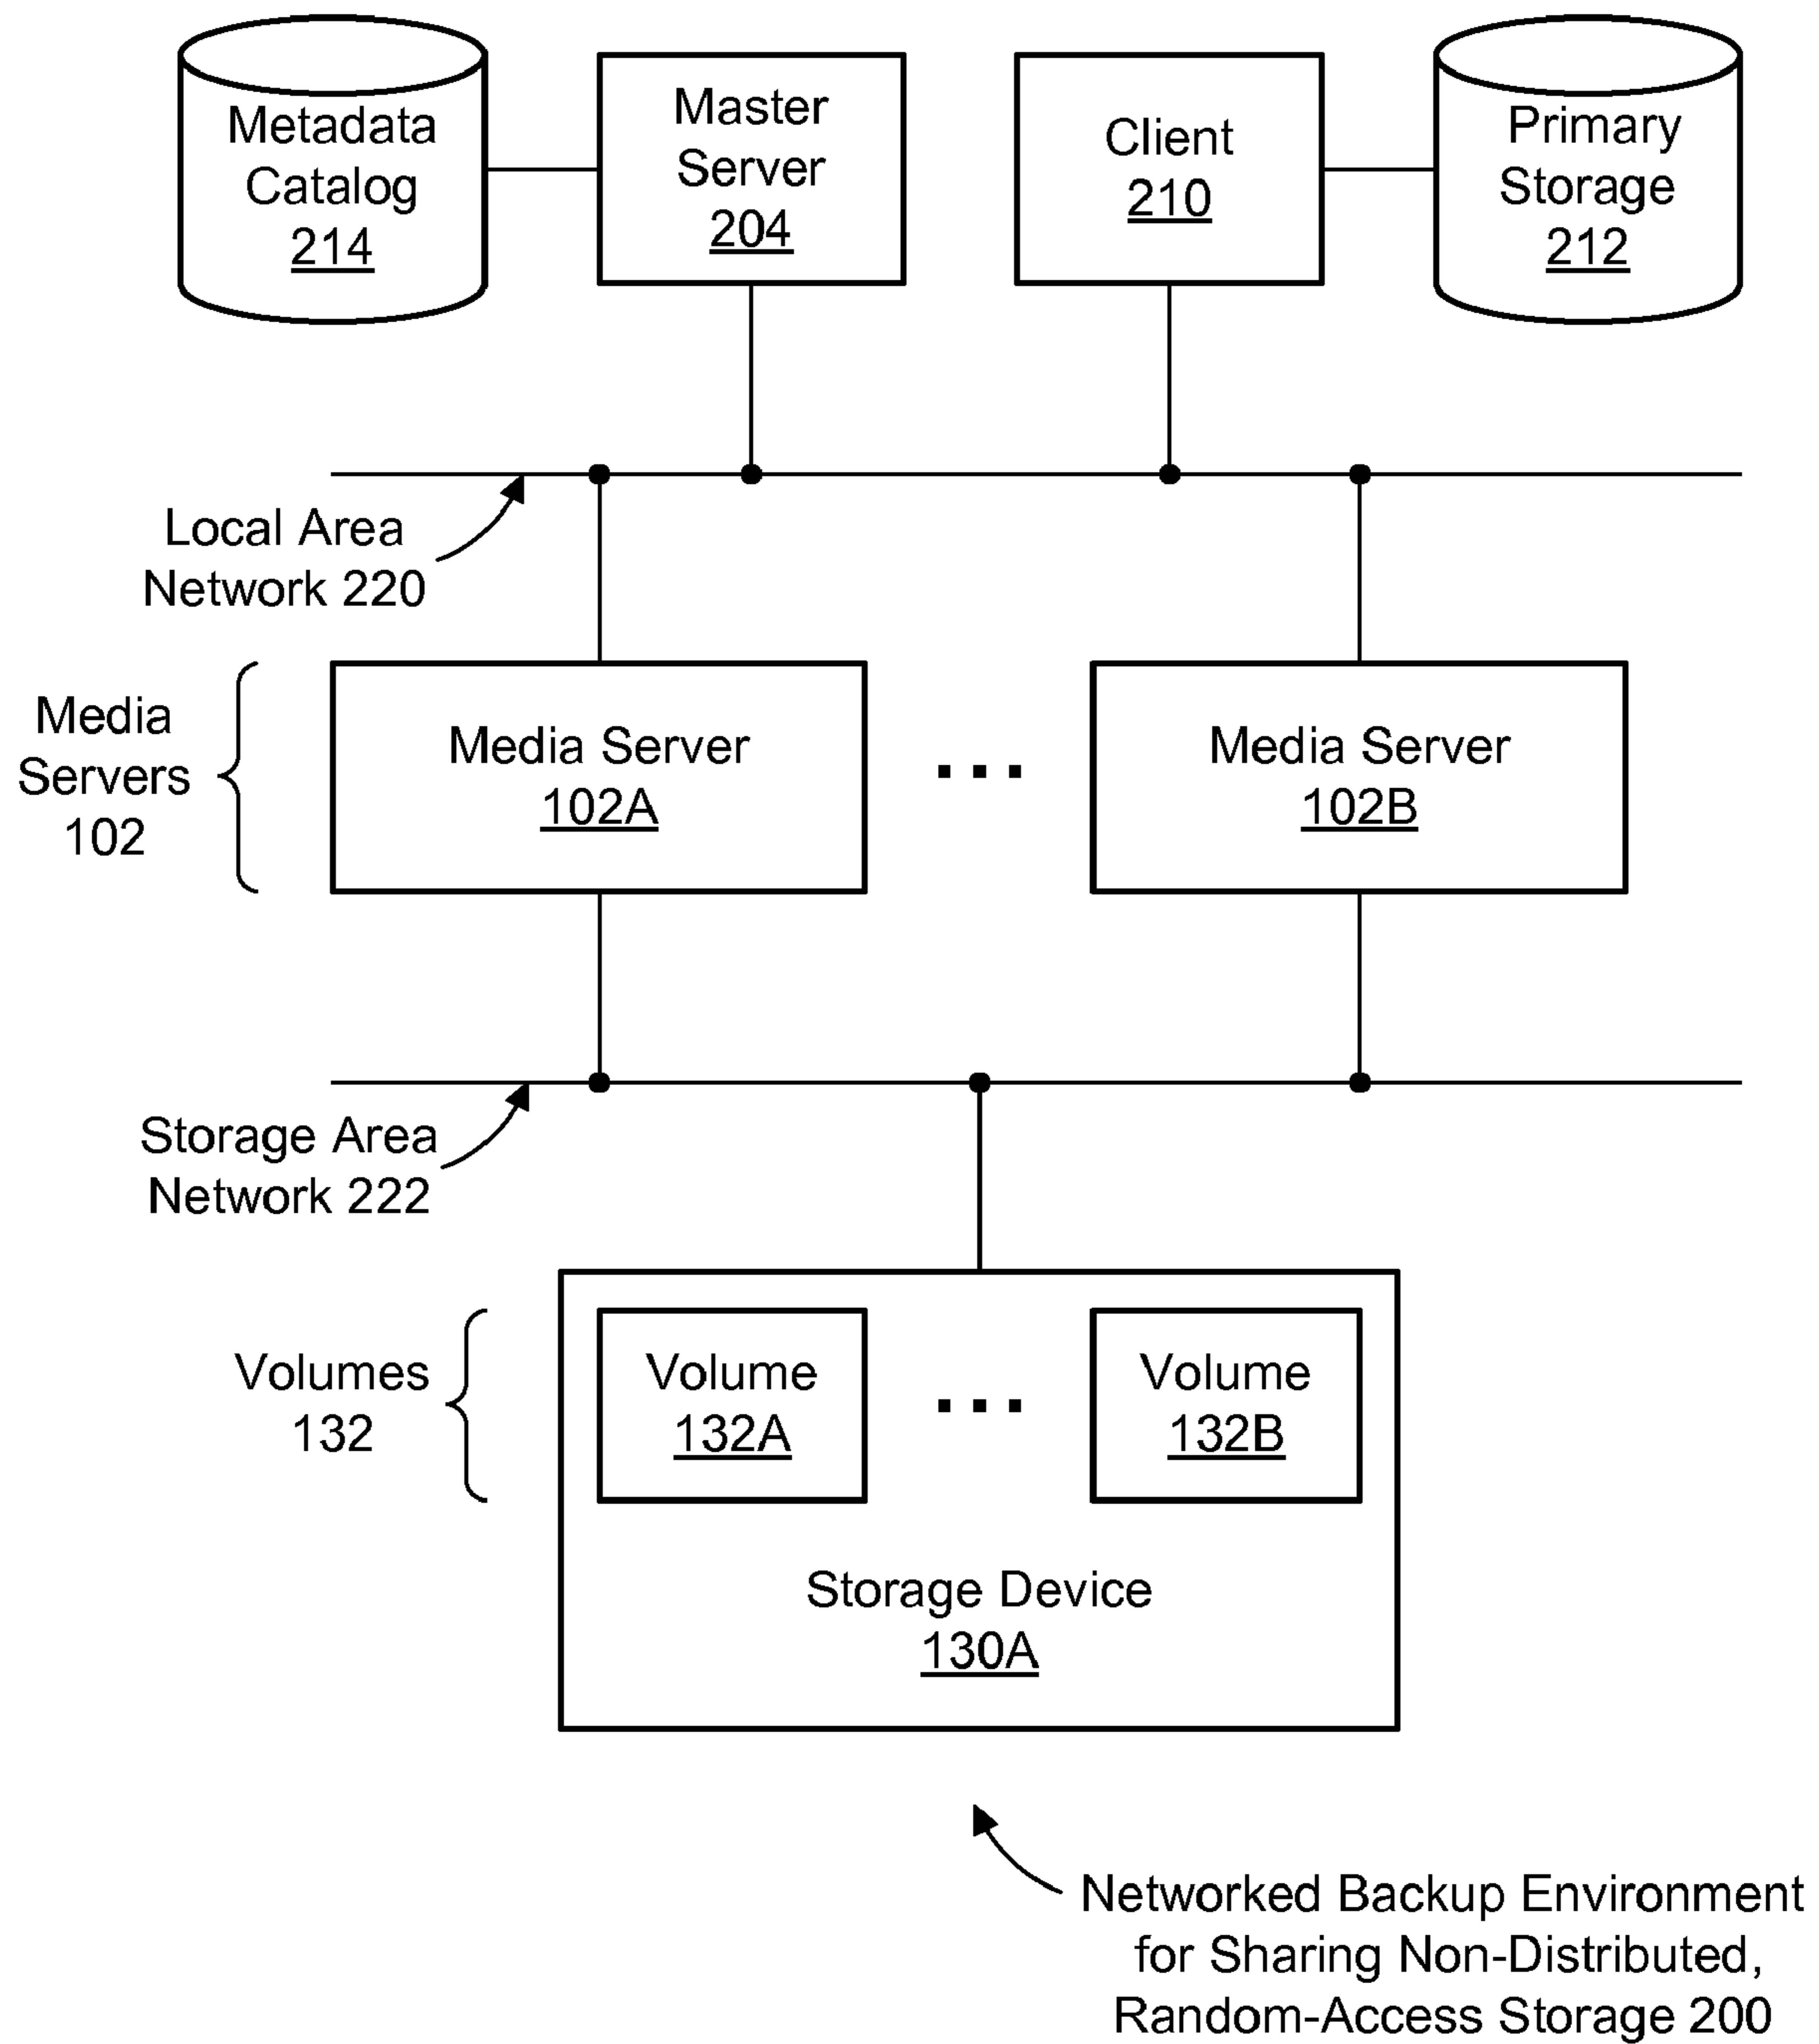 Metadata
Catalog
214
Master
Server
204
Client
210
Primary
Storage
212
Local Area
Network 220
Media
Servers
102
Media Server
102A
...
Media Server
102B
Storage Area
Network 222
Volumes
132
Volume
132A
...
Volume
132B
Storage Device
130A
Networked Backup Environment
for Sharing Non-Distributed,
Random-Access Storage 200